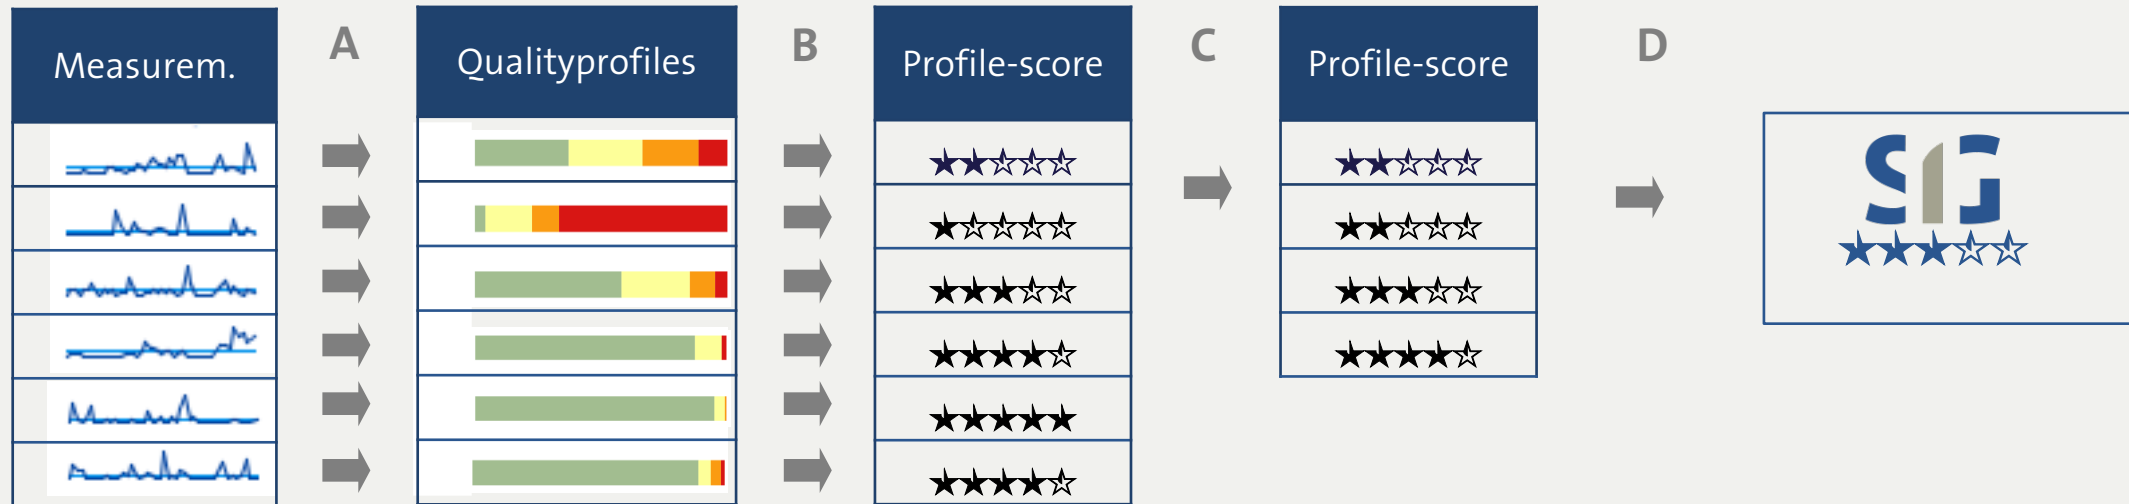 Measurem.
A
Qualityprofiles
B
Profile-score
C
Profile-score
D
SIG